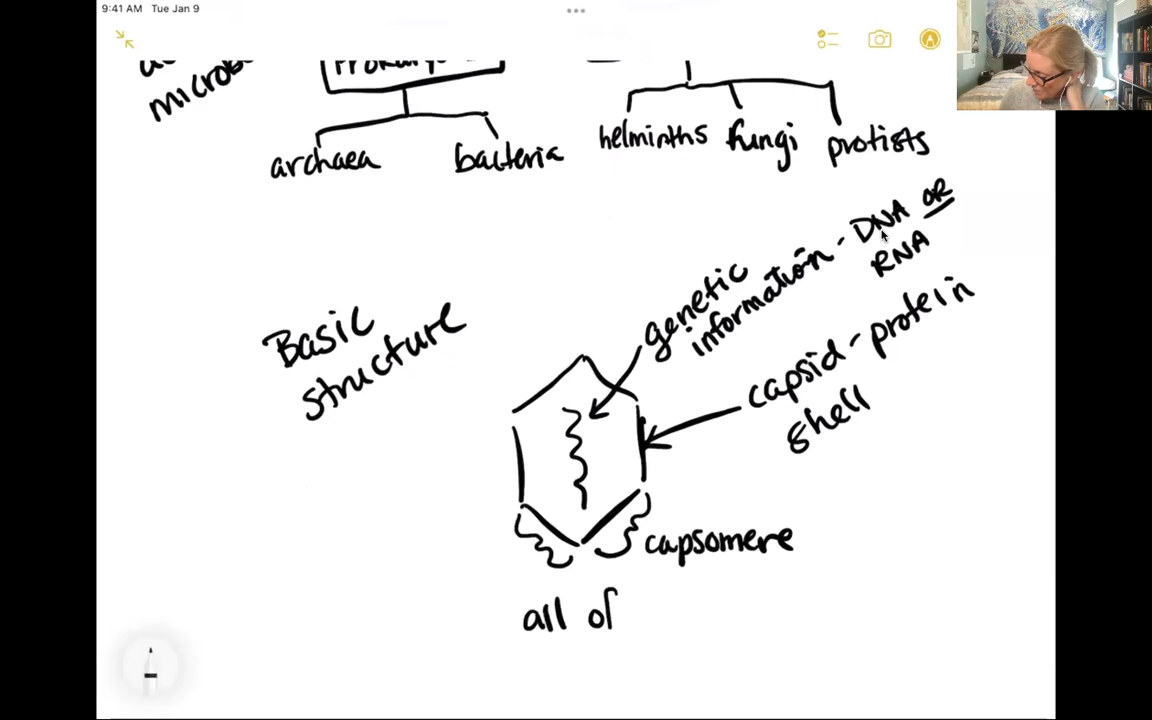 9:41 AM Tue Jan 9
microbe
archaea
bacteria
helminths
fungi
protists
Basic
structure
genetic
information - DNA OR
RNA
capsid - protein
shell
capsomere
all of